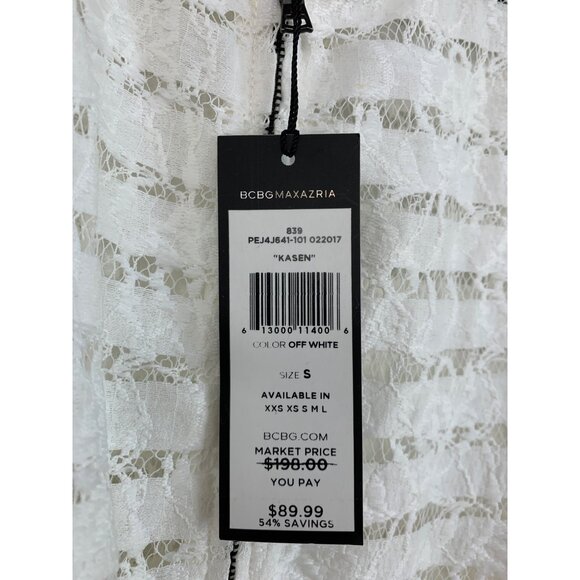 BCBGMAXAZRIA
839
PEJ4J641-101 022017
"KASEN"
6 13000 11400 6
COLOR OFF WHITE
SIZE S
AVAILABLE IN
XXS XS S M L
BCBG.COM
MARKET PRICE
$198.00
YOU PAY
$89.99
54% SAVINGS